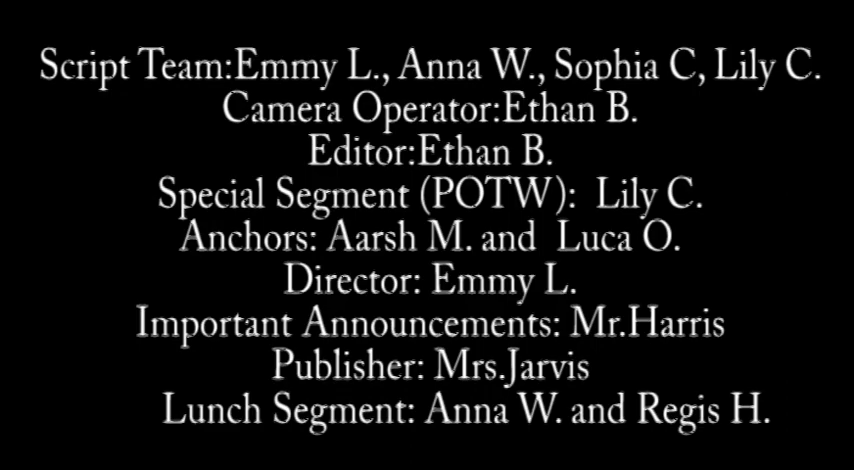 Script Team:Emmy L., Anna W., Sophia C, Lily C.
Camera Operator:Ethan B.
Editor:Ethan B.
Special Segment (POTW):  Lily C.
Anchors: Aarsh M. and  Luca O.
Director: Emmy L.
Important Announcements: Mr.Harris
Publisher: Mrs.Jarvis
Lunch Segment: Anna W. and Regis H.